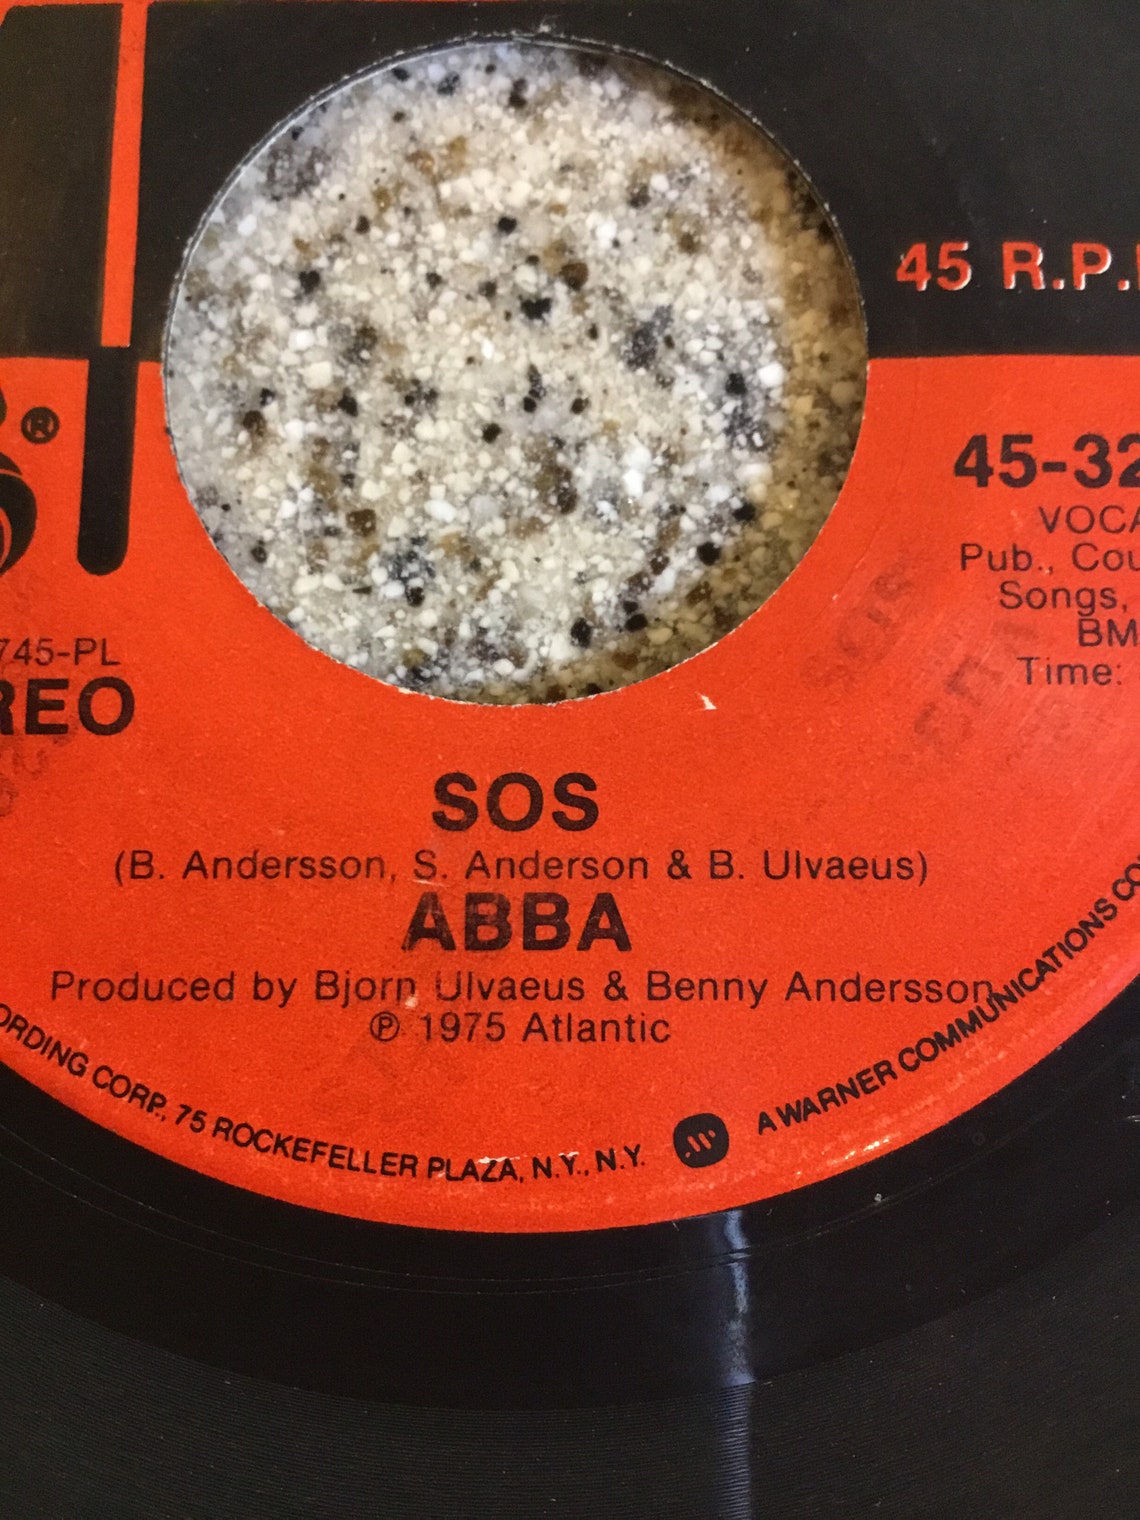 45 R.P.
®
45-32
VOCA
Pub., Cou
Songs,
BM
Time:
745-PL
REO
SOS
(B. Andersson, S. Anderson & B. Ulvaeus)
ABBA
Produced by Bjorn Ulvaeus & Benny Andersson
℗ 1975 Atlantic
ORDING CORP., 75 ROCKEFELLER PLAZA, N.Y., N.Y. A WARNER COMMUNICATIONS CO